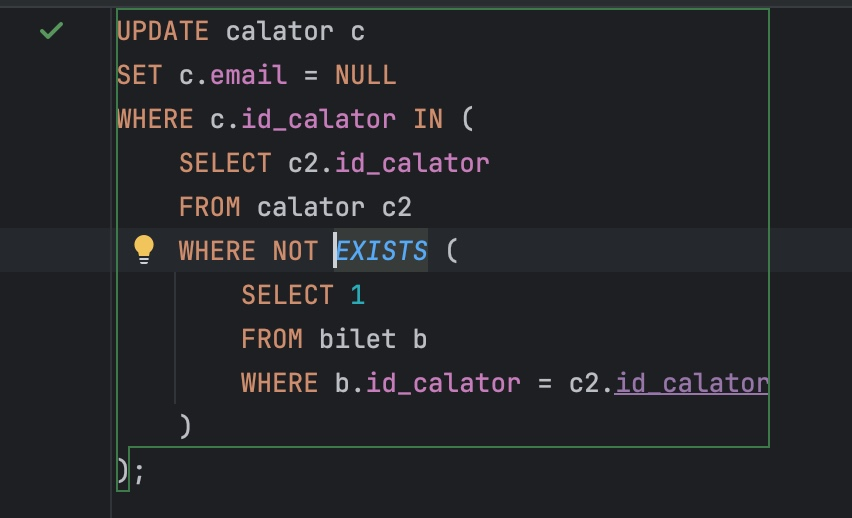 UPDATE calator c
SET c.email = NULL
WHERE c.id_calator IN (
    SELECT c2.id_calator
    FROM calator c2
    WHERE NOT EXISTS (
        SELECT 1
        FROM bilet b
        WHERE b.id_calator = c2.id_calator
    )
);